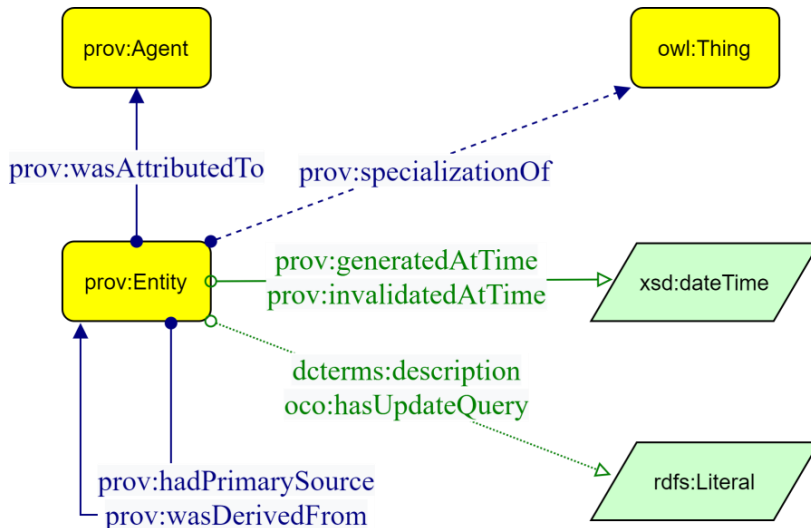 prov:Agent
owl:Thing
prov:wasAttributedTo
prov:specializationOf
prov:Entity
prov:generatedAtTime
prov:invalidatedAtTime
xsd:dateTime
dcterms:description
oco:hasUpdateQuery
prov:hadPrimarySource
prov:wasDerivedFrom
rdfs:Literal